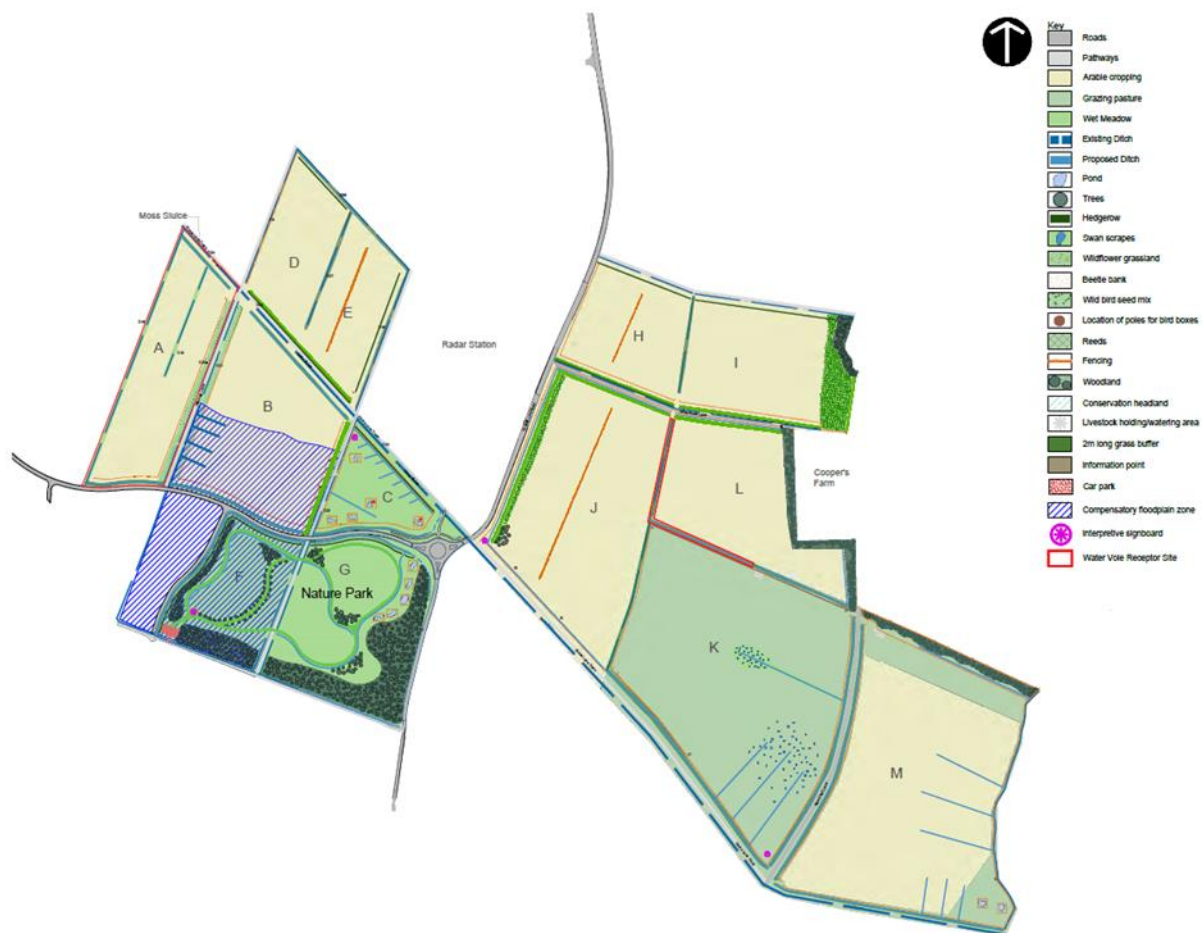 Key
Roads
Pathways
Arable cropping
Grazing pasture
Wet Meadow
Existing Ditch
Proposed Ditch
Pond
Trees
Hedgerow
Swan scrapes
Wildflower grassland
Beetle bank
Wild bird seed mix
Location of poles for bird boxes
Reeds
Fencing
Woodland
Conservation headland
Livestock holding/watering area
2m long grass buffer
Information point
Car park
Compensatory floodplain zone
Interpretive signboard
Water Vole Receptor Site
Moss Sluice
D
E
A
B
C
Radar Station
H
I
J
L
Cooper's
Farm
F
G
Nature Park
K
M